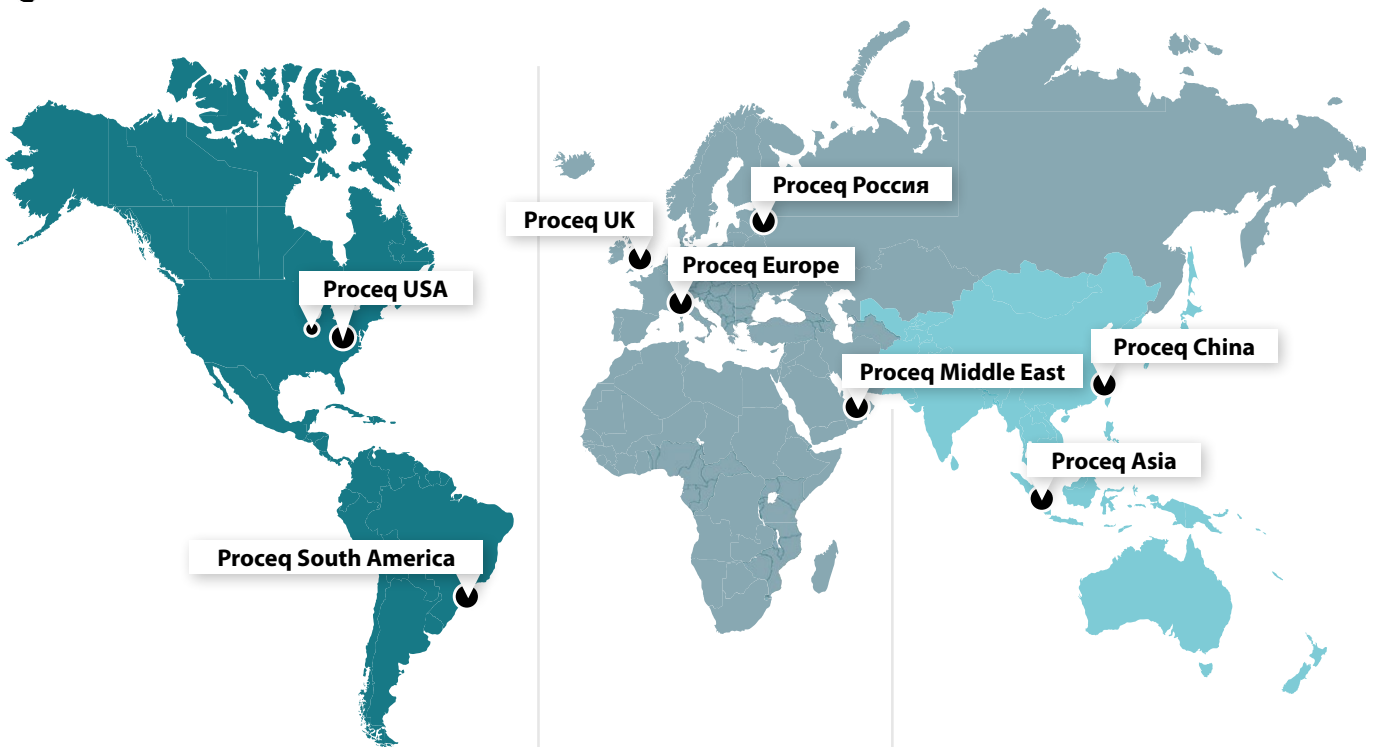 Proceq Россия
Proceq UK
Proceq Europe
Proceq USA
Proceq China
Proceq Middle East
Proceq Asia
Proceq South America